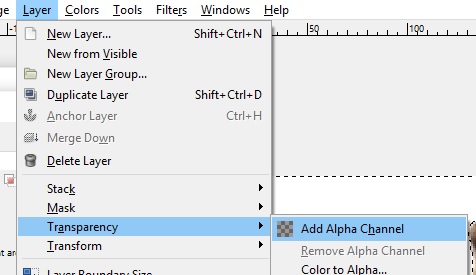 ge Layer Colors Tools Filters Windows Help
50 100
New Layer... Shift+Ctrl+N
New from Visible
New Layer Group...
Duplicate Layer Shift+Ctrl+D
Anchor Layer Ctrl+H
Merge Down
Delete Layer
Stack
Mask
Transparency
Add Alpha Channel
Transform
Remove Alpha Channel
Layer Boundary Size
Color to Alpha...